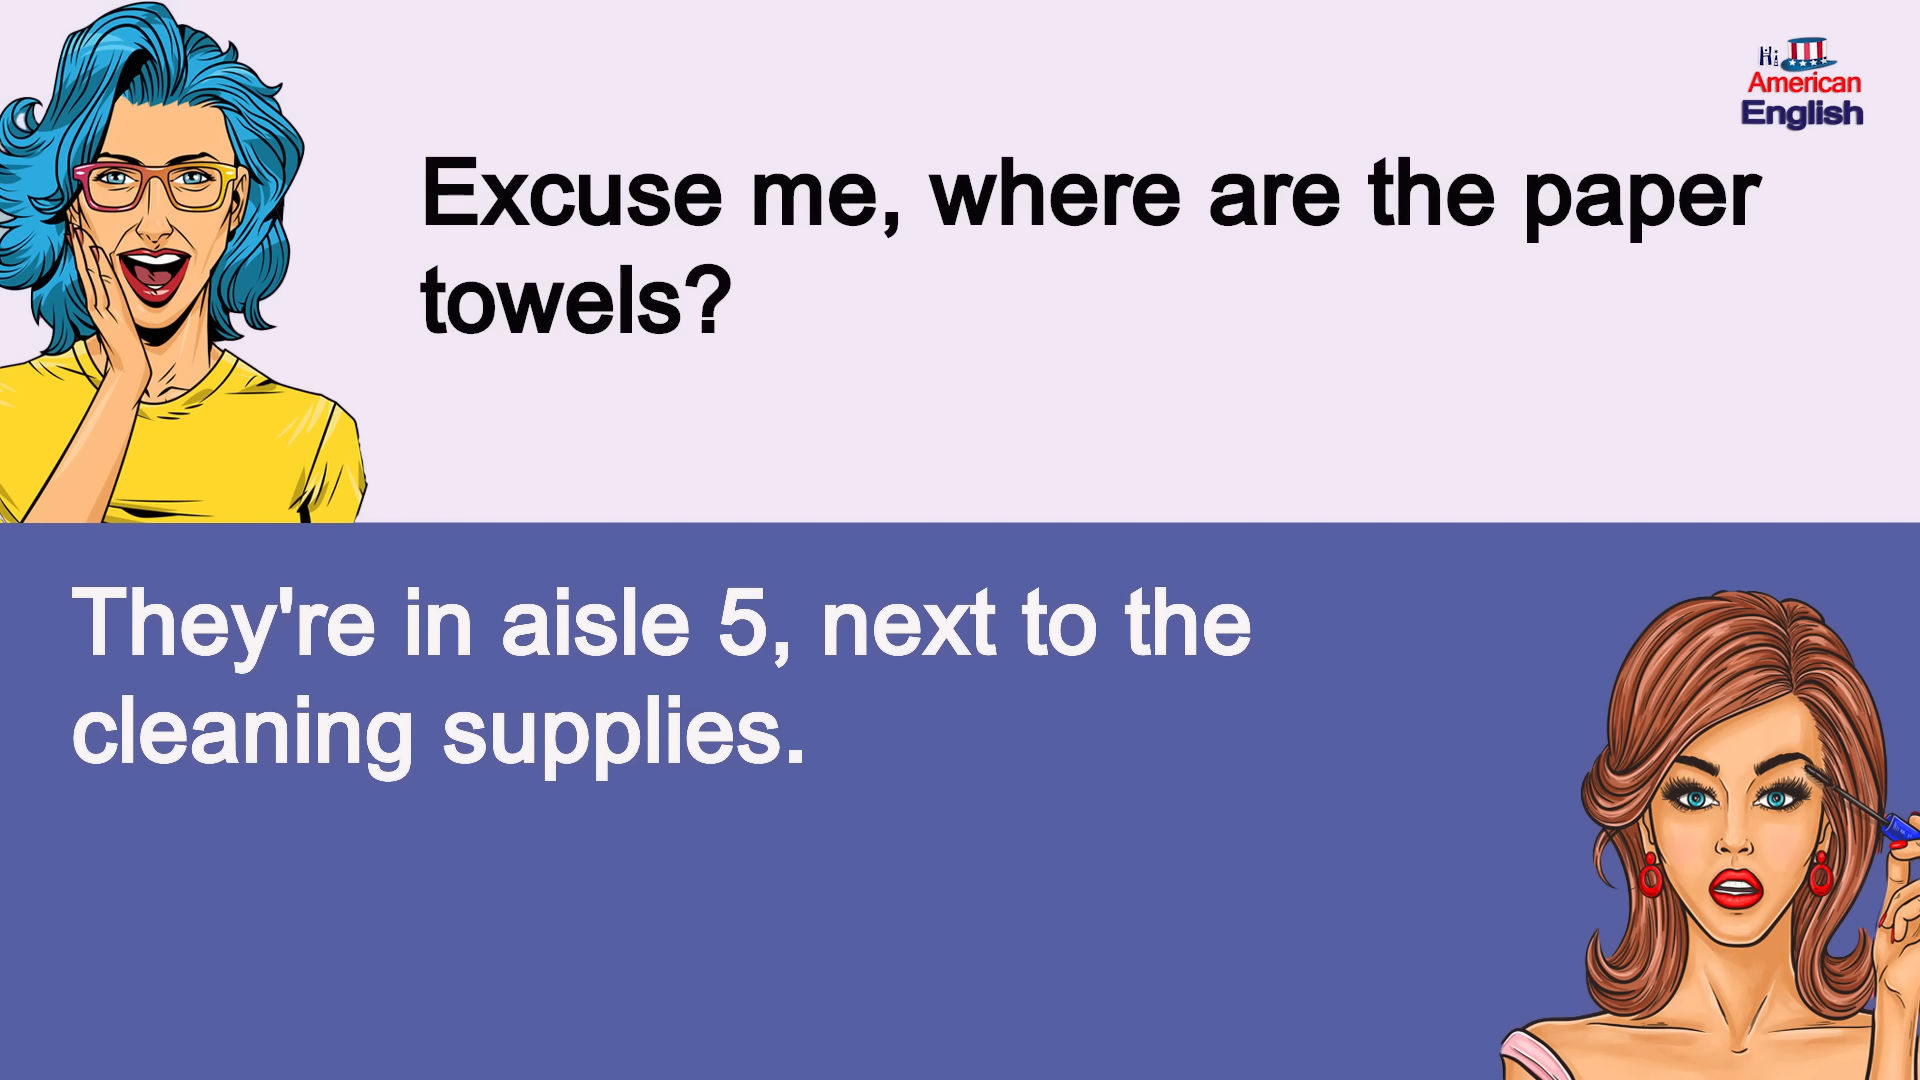 Hi
American
English
Excuse me, where are the paper
towels?
They're in aisle 5, next to the
cleaning supplies.